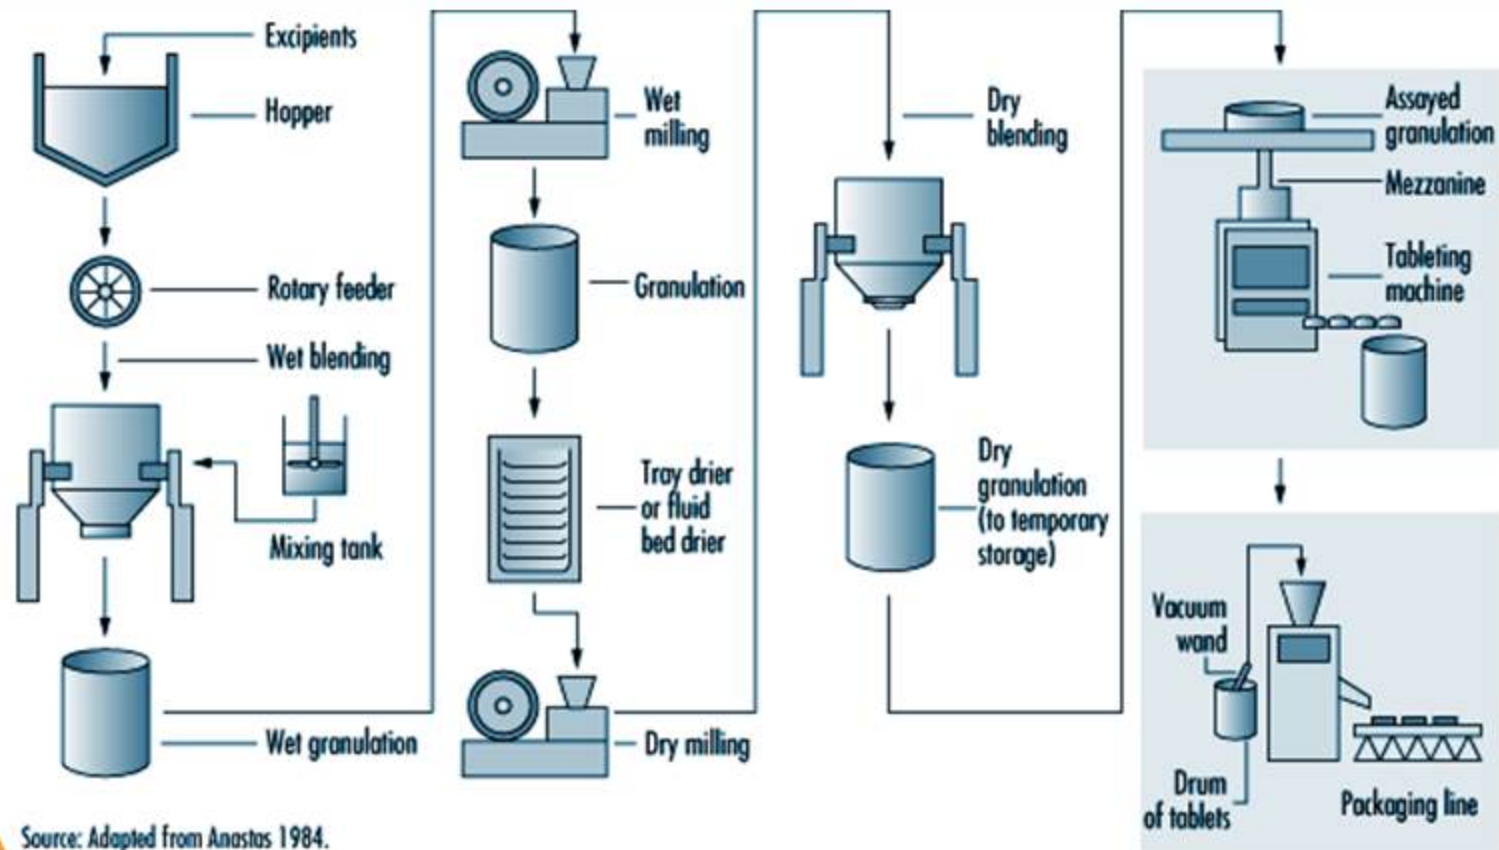 Excipients
Hopper
Rotary feeder
Wet blending
Mixing tank
Wet granulation
Wet
milling
Granulation
Tray drier
or fluid
bed drier
Dry milling
Dry
blending
Dry
granulation
(to temporary
storage)
Assayed
granulation
Mezzanine
Tableting
machine
Vacuum
wand
Drum
of tablets
Packaging line
Source: Adapted from Anastas 1984.